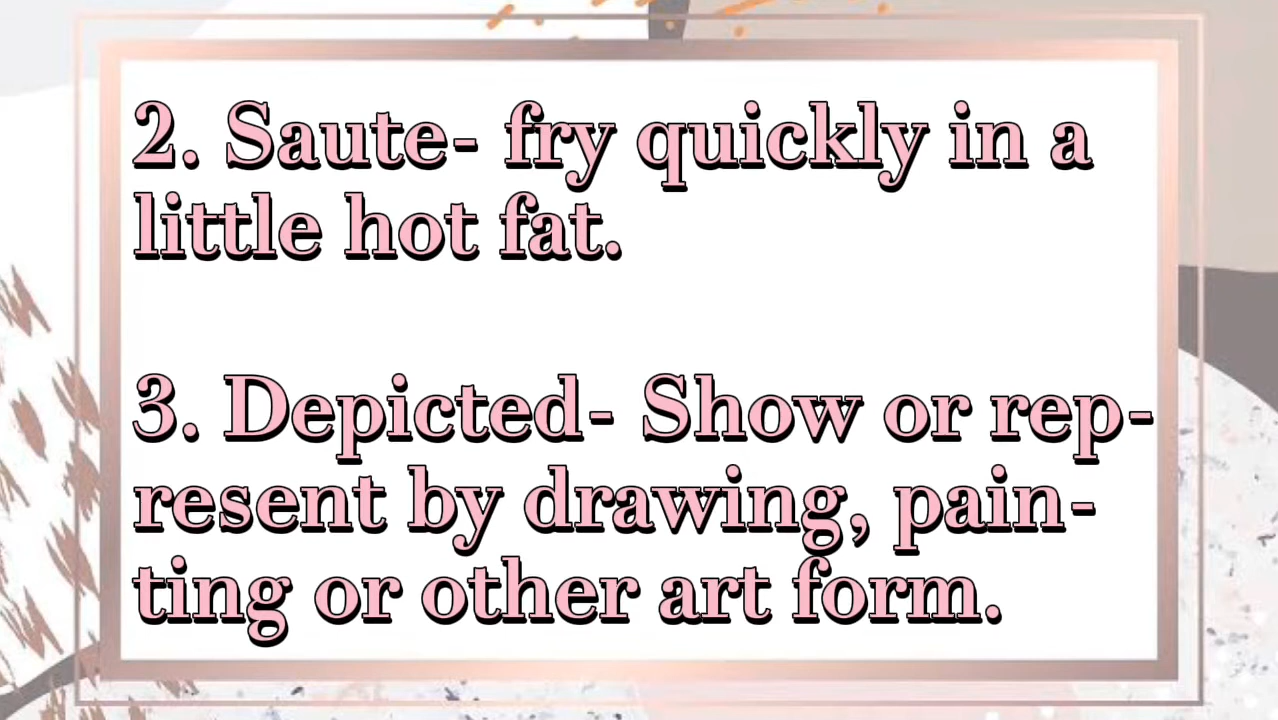 2. Saute- fry quickly in a
little hot fat.
3. Depicted- Show or rep-
resent by drawing, pain-
ting or other art form.